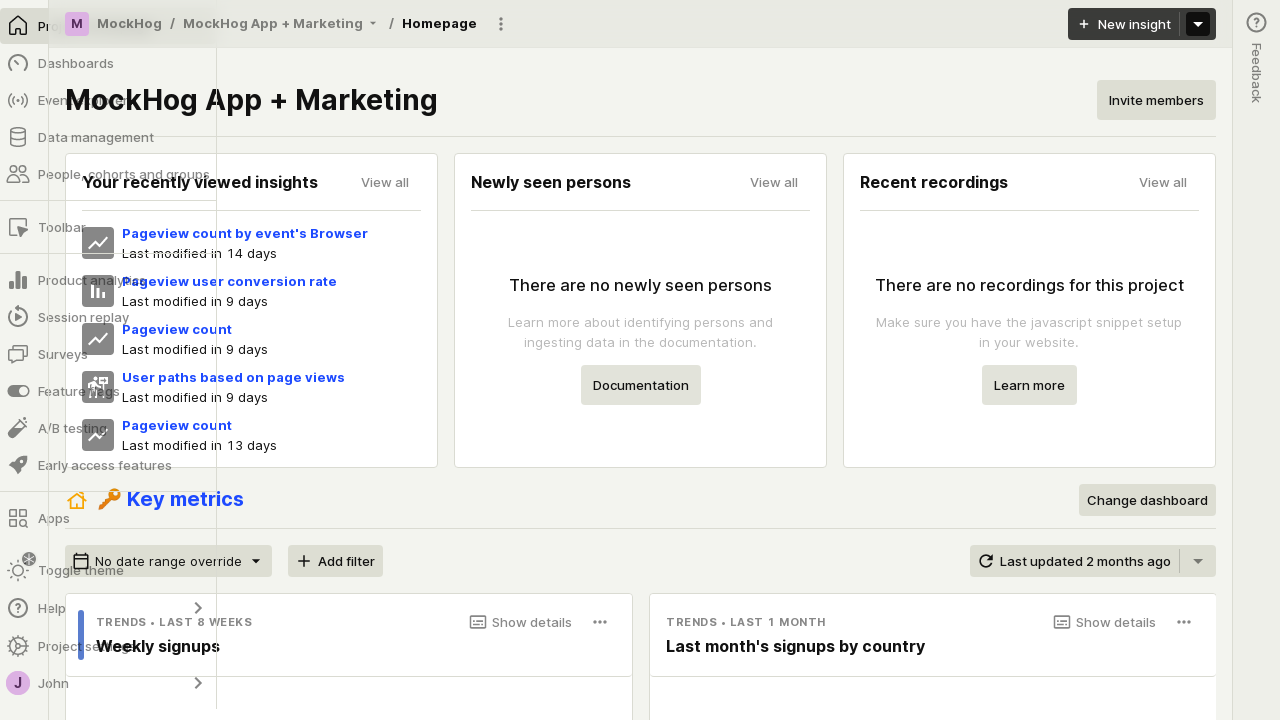 M MockHog / MockHog App + Marketing / Homepage
New insight
Feedback
Dashboards
Data management
People, cohorts and groups
Toolbar
Product analytics
Session replay
Surveys
Feature flags
A/B testing
Early access features
Apps
Toggle theme
Help
Project settings
J John
MockHog App + Marketing
Invite members
Your recently viewed insights
View all
Pageview count by event's Browser
Last modified in 14 days
Pageview user conversion rate
Last modified in 9 days
Pageview count
Last modified in 9 days
User paths based on page views
Last modified in 9 days
Pageview count
Last modified in 13 days
Newly seen persons
View all
There are no newly seen persons
Learn more about identifying persons and
ingesting data in the documentation.
Documentation
Recent recordings
View all
There are no recordings for this project
Make sure you have the javascript snippet setup
in your website.
Learn more
Key metrics
Change dashboard
No date range override
Add filter
Last updated 2 months ago
TRENDS • LAST 8 WEEKS
Show details
Weekly signups
TRENDS • LAST 1 MONTH
Show details
Last month's signups by country